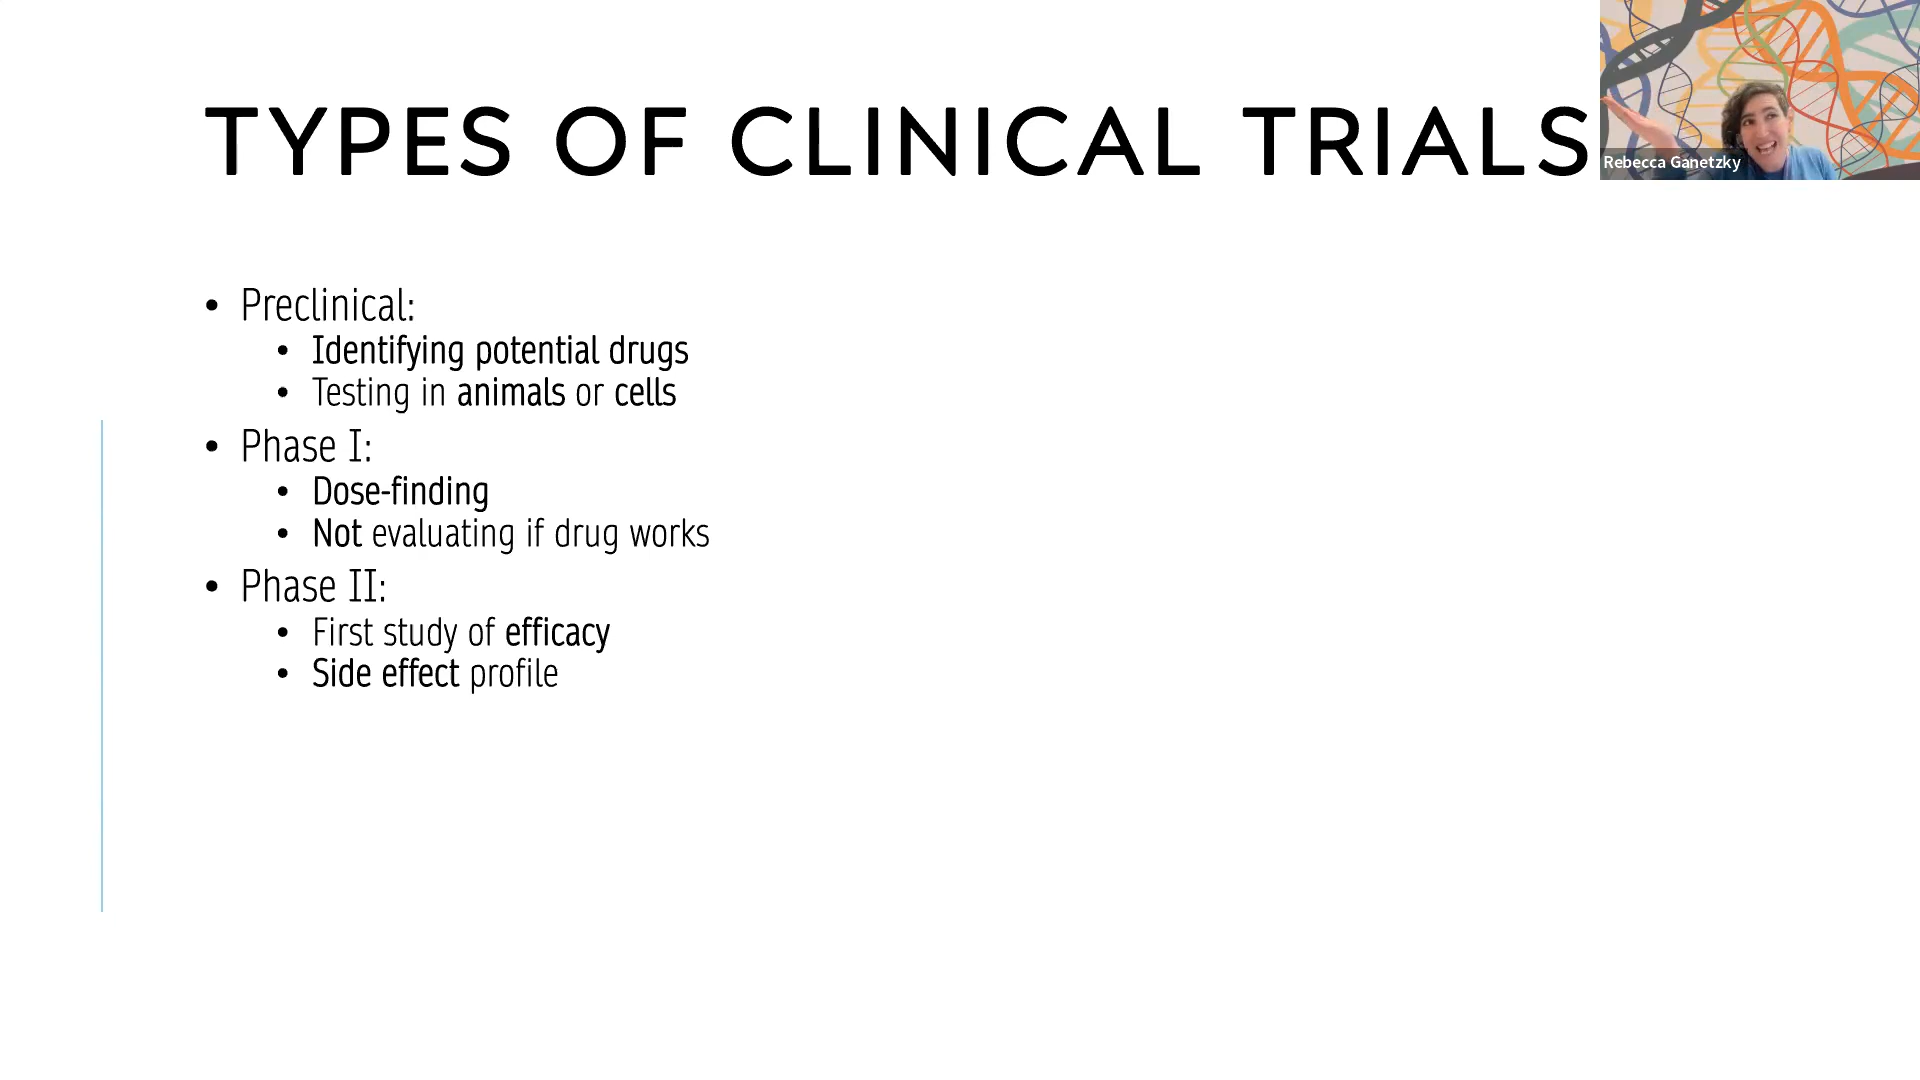 TYPES OF CLINICAL TRIALS
Rebecca Ganetzky
• Preclinical:
• Identifying potential drugs
• Testing in animals or cells
• Phase I:
• Dose-finding
• Not evaluating if drug works
• Phase II:
• First study of efficacy
• Side effect profile